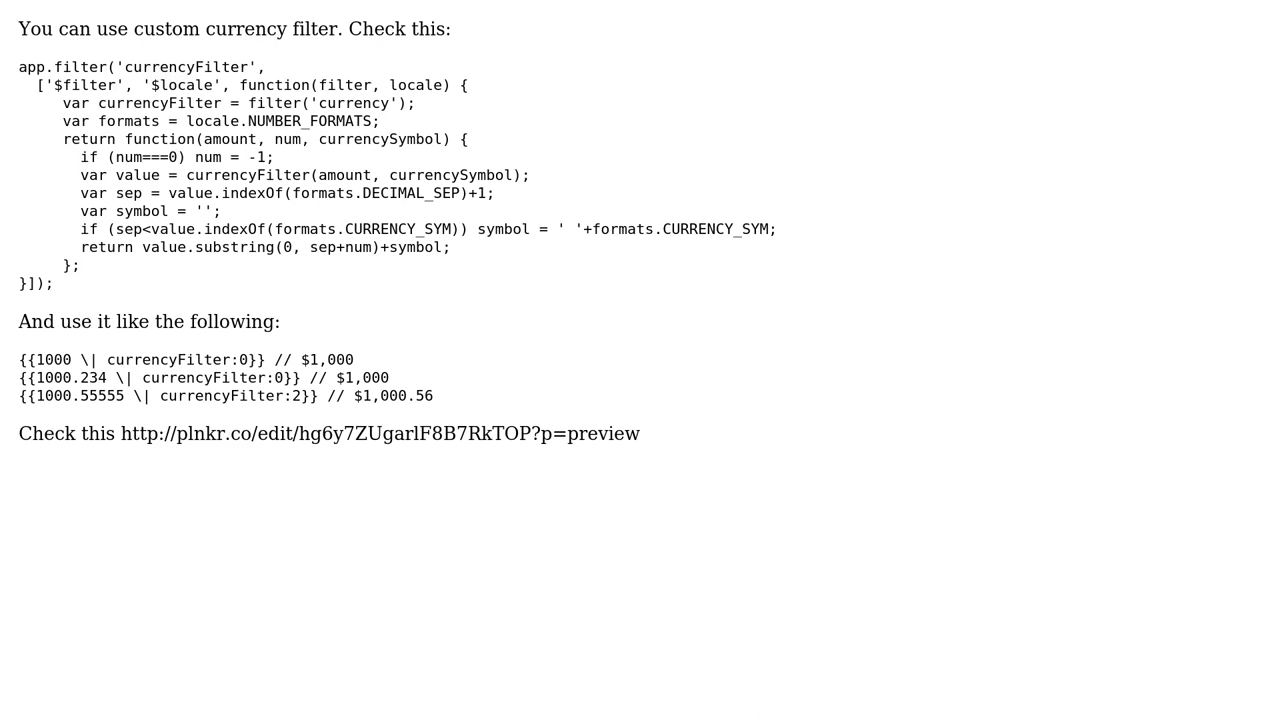 You can use custom currency filter. Check this:
app.filter('currencyFilter',
  ['$filter', '$locale', function(filter, locale) {
     var currencyFilter = filter('currency');
     var formats = locale.NUMBER_FORMATS;
     return function(amount, num, currencySymbol) {
       if (num===0) num = -1;
       var value = currencyFilter(amount, currencySymbol);
       var sep = value.indexOf(formats.DECIMAL_SEP)+1;
       var symbol = '';
       if (sep<value.indexOf(formats.CURRENCY_SYM)) symbol = ' '+formats.CURRENCY_SYM;
       return value.substring(0, sep+num)+symbol;
     };
}]);
And use it like the following:
{{1000 \| currencyFilter:0}} // $1,000
{{1000.234 \| currencyFilter:0}} // $1,000
{{1000.55555 \| currencyFilter:2}} // $1,000.56
Check this http://plnkr.co/edit/hg6y7ZUgarlF8B7RkTOP?p=preview